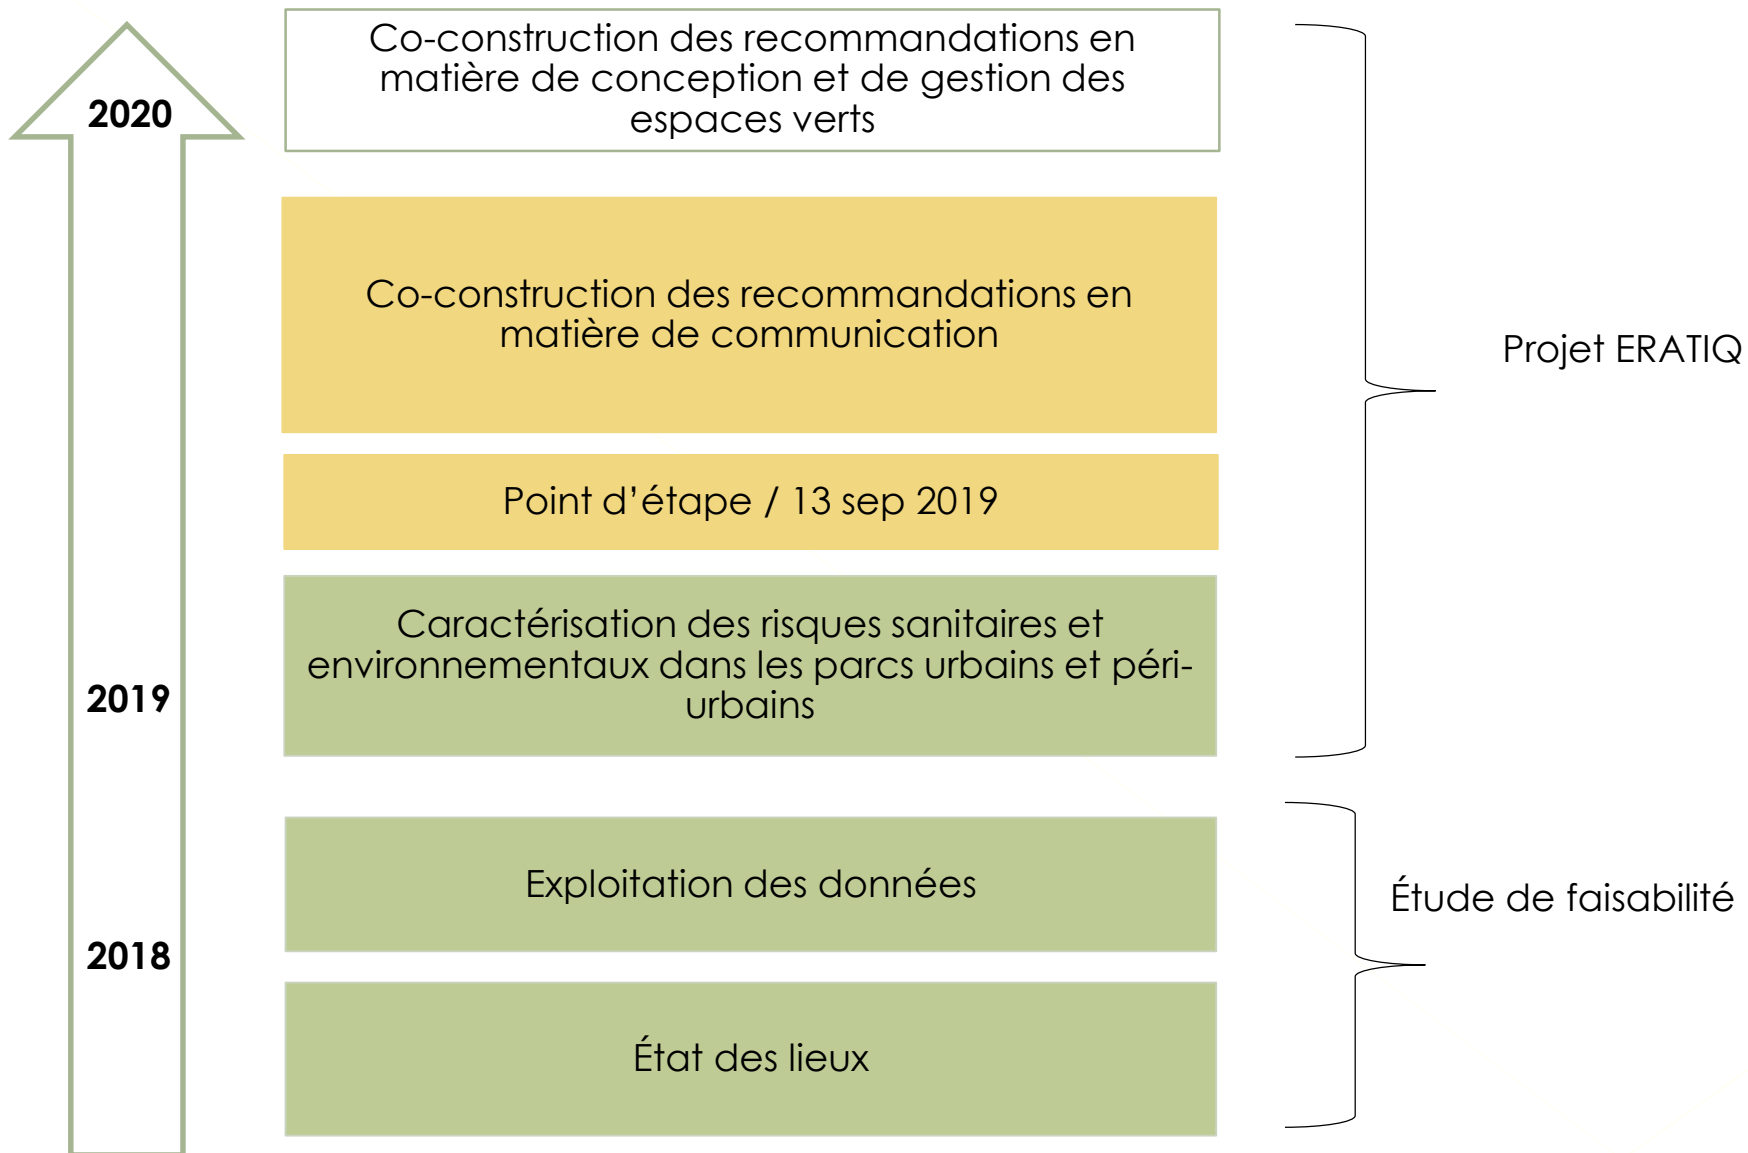 2020
Co-construction des recommandations en
matière de conception et de gestion des
espaces verts
Co-construction des recommandations en
matière de communication
Projet ERATIQ
Point d’étape / 13 sep 2019
Caractérisation des risques sanitaires et
environnementaux dans les parcs urbains et péri-
urbains
2019
Exploitation des données
Étude de faisabilité
2018
État des lieux